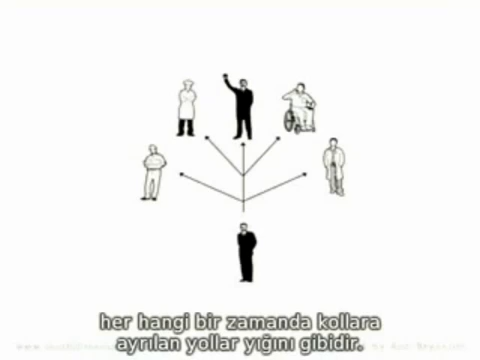 her hangi bir zamanda kollara
ayrılan yollar yığını gibidir.